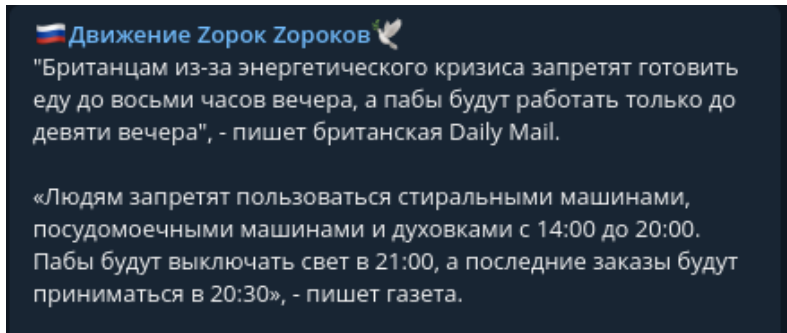 🇷🇺Движение Zорок Zороков🕊
"Британцам из-за энергетического кризиса запретят готовить
еду до восьми часов вечера, а пабы будут работать только до
девяти вечера", - пишет британская Daily Mail.
«Людям запретят пользоваться стиральными машинами,
посудомоечными машинами и духовками с 14:00 до 20:00.
Пабы будут выключать свет в 21:00, а последние заказы будут
приниматься в 20:30», - пишет газета.